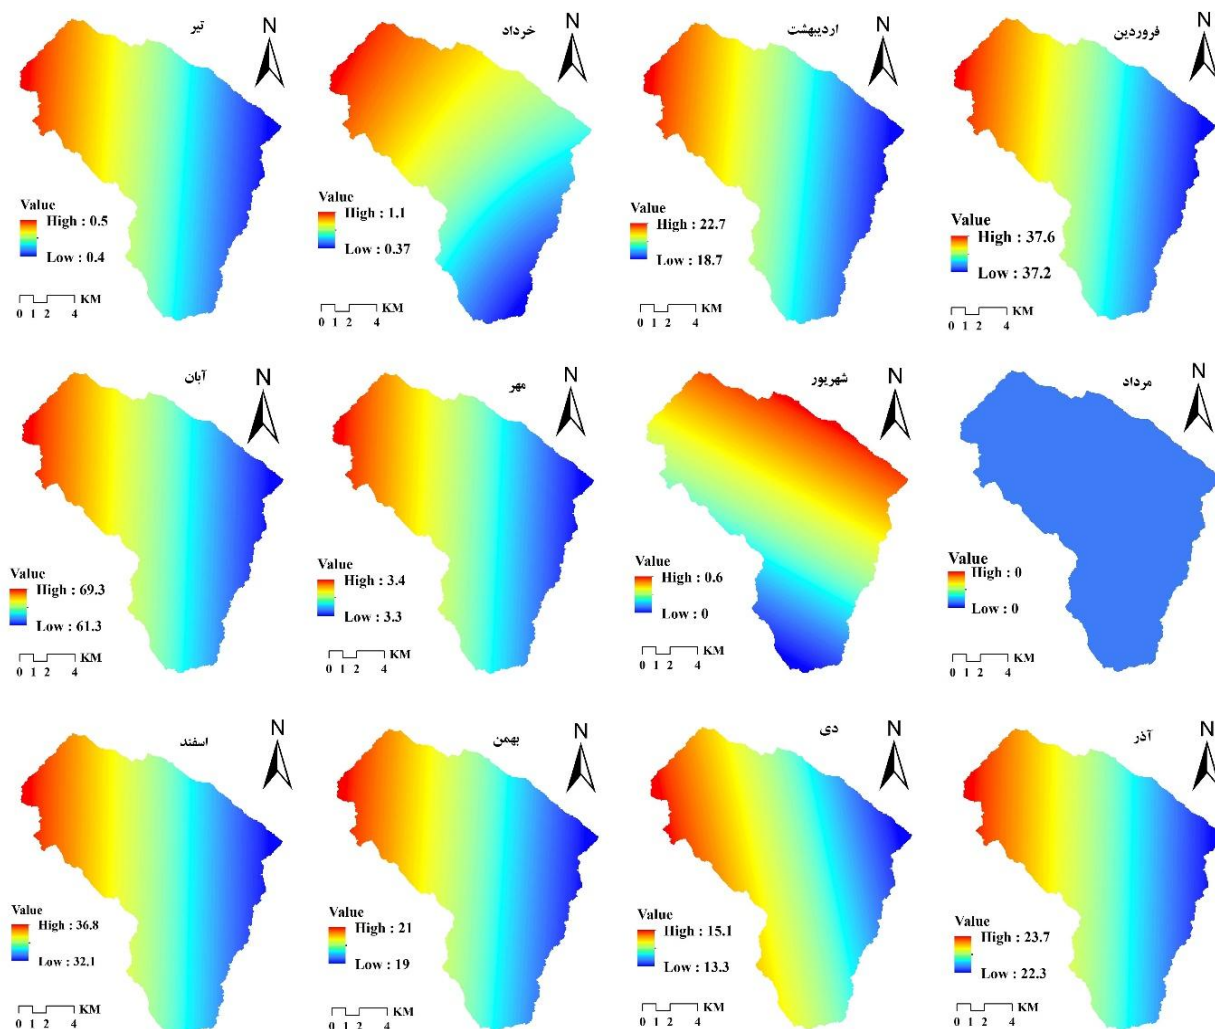 فروردین
N
Value
High : 37.6
Low : 37.2
KM
0 1 2 4
اردیبهشت
N
Value
High : 22.7
Low : 18.7
KM
0 1 2 4
خرداد
N
Value
High : 1.1
Low : 0.37
KM
0 1 2 4
تیر
N
Value
High : 0.5
Low : 0.4
KM
0 1 2 4
مرداد
N
Value
High : 0
Low : 0
KM
0 1 2 4
شهریور
N
Value
High : 0.6
Low : 0
KM
0 1 2 4
مهر
N
Value
High : 3.4
Low : 3.3
KM
0 1 2 4
آبان
N
Value
High : 69.3
Low : 61.3
KM
0 1 2 4
آذر
N
Value
High : 23.7
Low : 22.3
KM
0 1 2 4
دی
N
Value
High : 15.1
Low : 13.3
KM
0 1 2 4
بهمن
N
Value
High : 21
Low : 19
KM
0 1 2 4
اسفند
N
Value
High : 36.8
Low : 32.1
KM
0 1 2 4